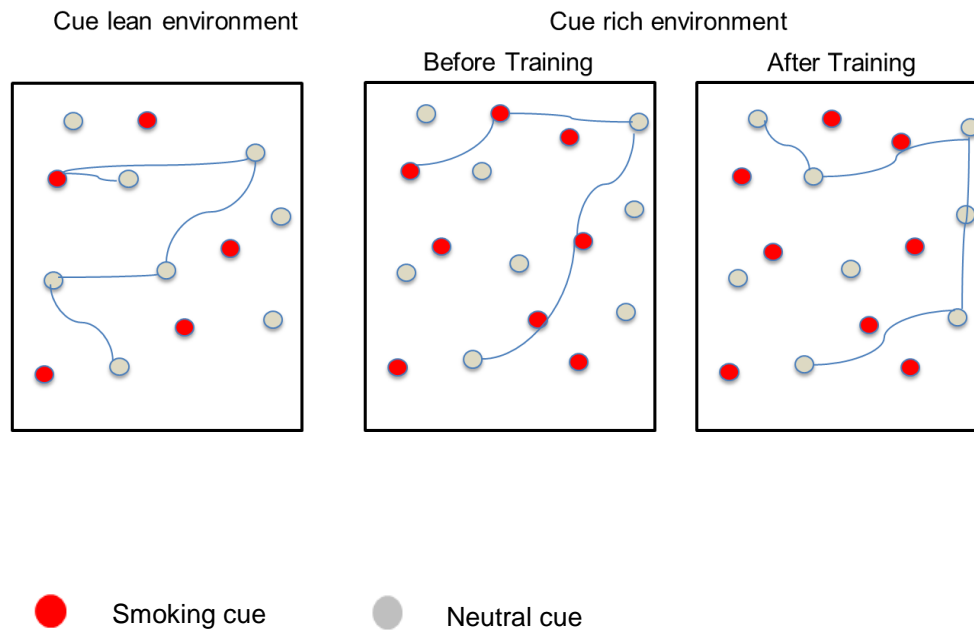 Cue lean environment
Cue rich environment
Before Training
After Training
Smoking cue
Neutral cue